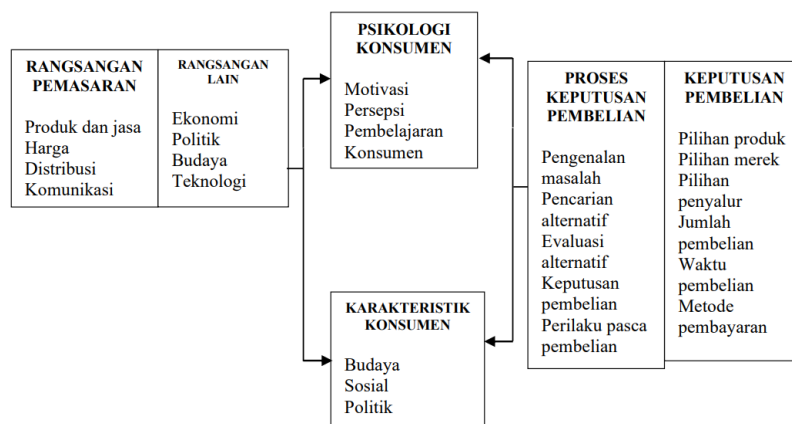 RANGSANGAN
PEMASARAN
Produk dan jasa
Harga
Distribusi
Komunikasi
RANGSANGAN
LAIN
Ekonomi
Politik
Budaya
Teknologi
PSIKOLOGI
KONSUMEN
Motivasi
Persepsi
Pembelajaran
Konsumen
KARAKTERISTIK
KONSUMEN
Budaya
Sosial
Politik
PROSES
KEPUTUSAN
PEMBELIAN
Pengenalan
masalah
Pencarian
alternatif
Evaluasi
alternatif
Keputusan
pembelian
Perilaku pasca
pembelian
KEPUTUSAN
PEMBELIAN
Pilihan produk
Pilihan merek
Pilihan
penyalur
Jumlah
pembelian
Waktu
pembelian
Metode
pembayaran